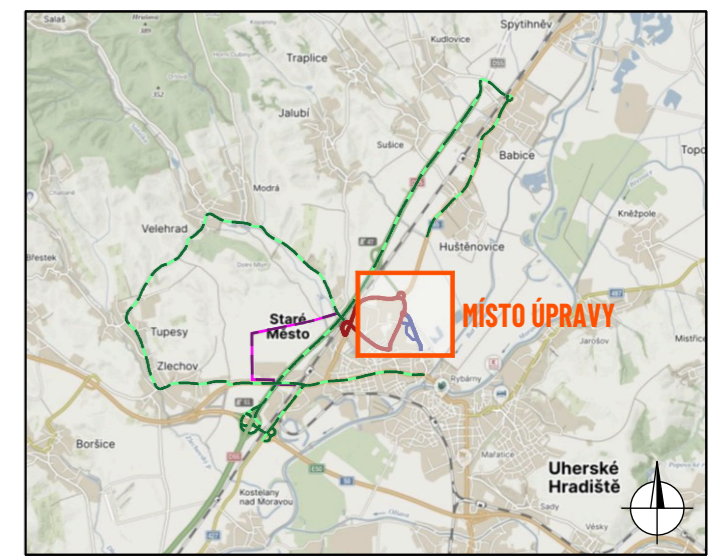 Salaš
Spytihněv
Kudlovice
Traplice
Jalubí
Sušice
Babice
Topo
Modrá
Velehrad
Kněžpole
Huštěnovice
Břestek
Staré
Město
MÍSTO ÚPRAVY
Tupesy
Jarošov
Mistřice
Zlechov
Rybárny
Boršice
Mařatice
Uherské
Hradiště
Kostelany
nad Moravou
Sady
Vésky